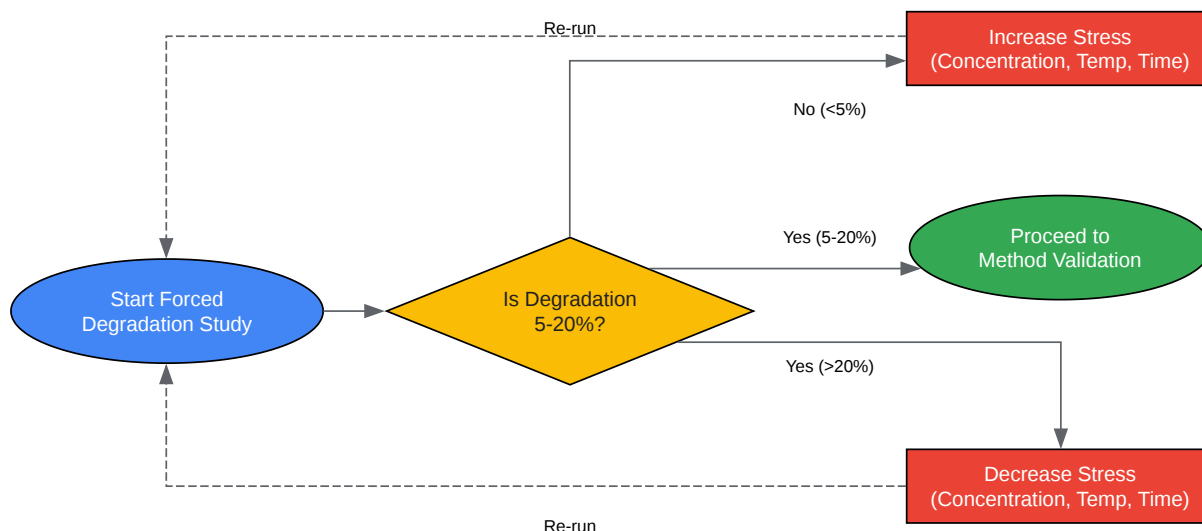 Re-run
Increase Stress
(Concentration, Temp, Time)
No (<5%)
Yes (5-20%)
Proceed to
Method Validation
Start Forced
Degradation Study
Is Degradation
5-20%?
Yes (>20%)
Decrease Stress
(Concentration, Temp, Time)
Re-run